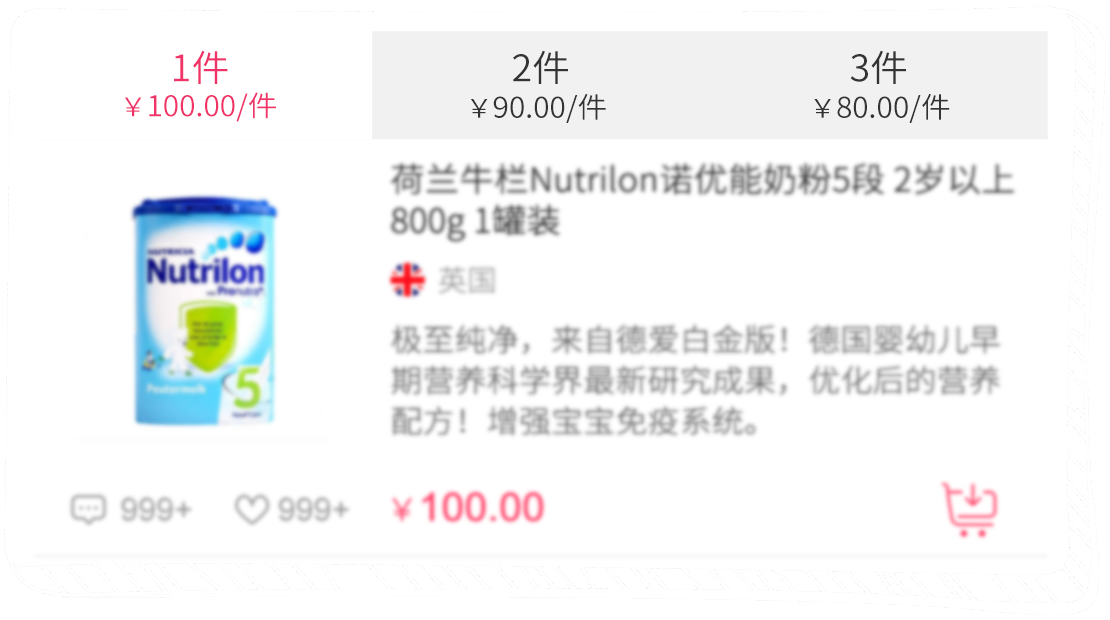 1件
￥100.00/件
2件
￥90.00/件
3件
￥80.00/件
荷兰牛栏Nutrilon诺优能奶粉5段 2岁以上
800g 1罐装
Nutrilon
5
英国
极至纯净，来自德爱白金版！德国婴幼儿早
期营养科学界最新研究成果，优化后的营养
配方！增强宝宝免疫系统。
999+
999+
￥100.00